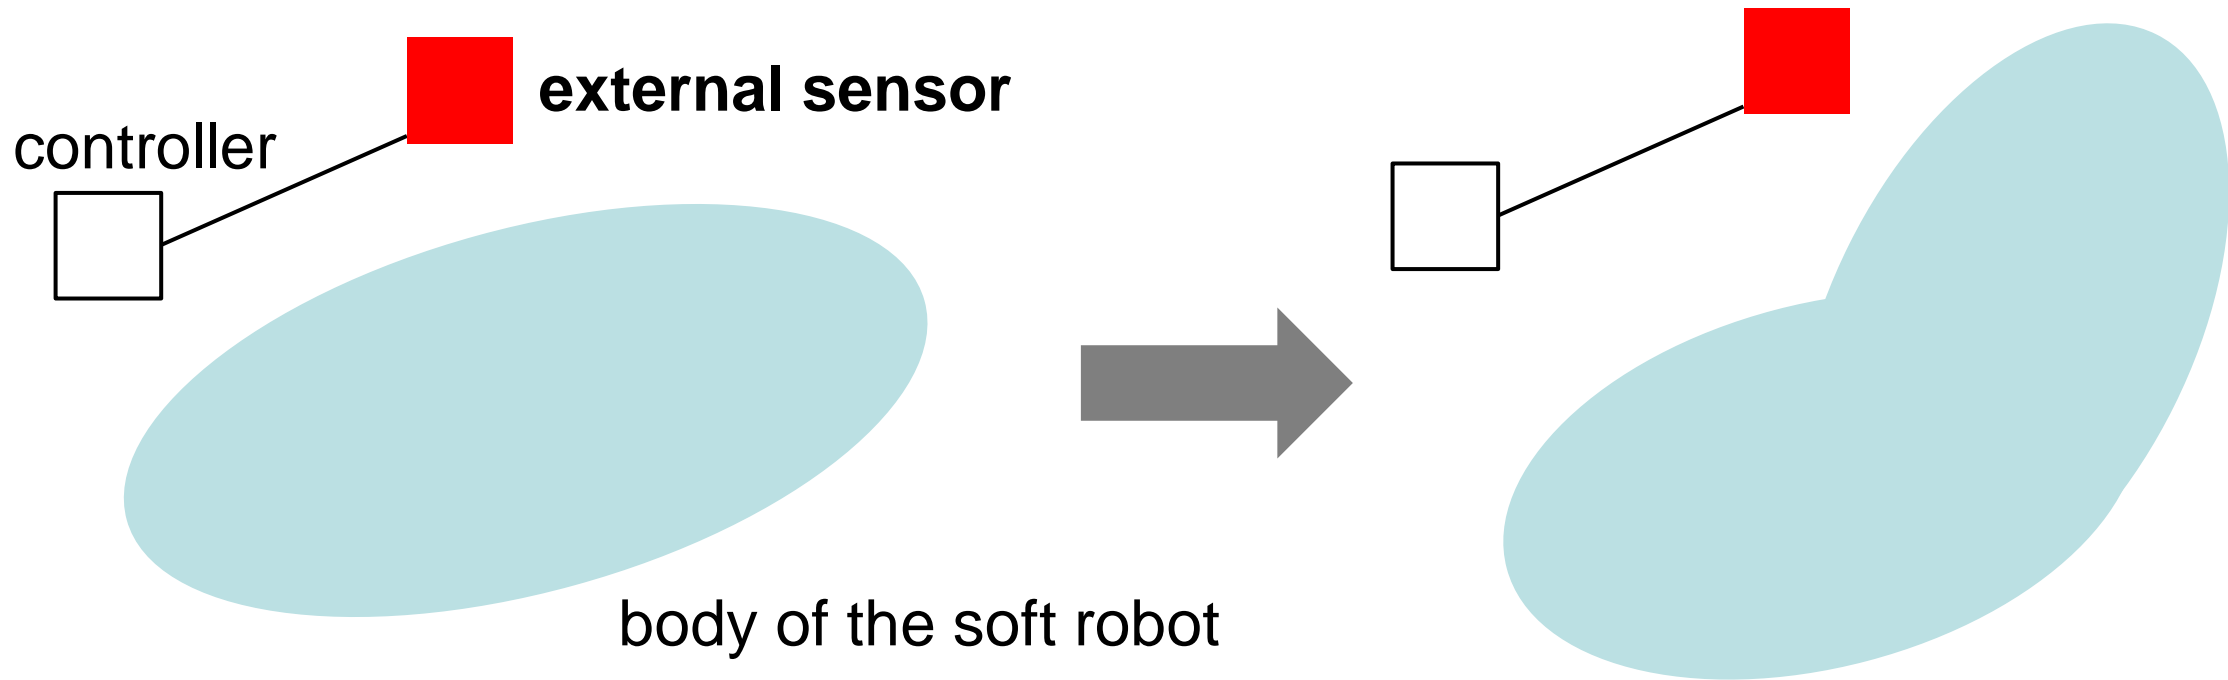 external sensor
controller
body of the soft robot